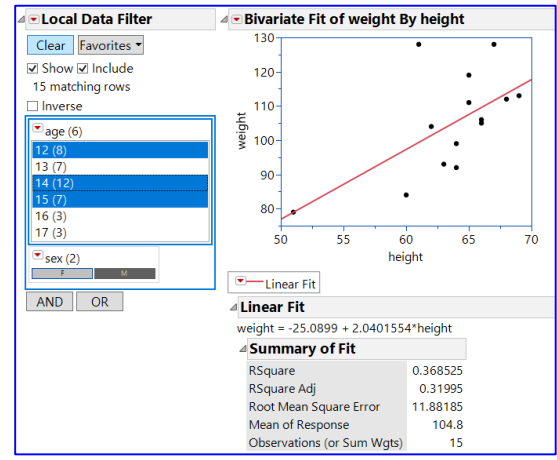 Local Data Filter
Clear Favorites
Show Include
15 matching rows
Inverse
age (6)
12 (8)
13 (7)
14 (12)
15 (7)
16 (3)
17 (3)
sex (2)
F M
AND OR
Bivariate Fit of weight By height
130
120
110
100
90
80
weight
50 55 60 65 70
height
Linear Fit
Linear Fit
weight = -25.0899 + 2.0401554*height
Summary of Fit
RSquare 0.368525
RSquare Adj 0.31995
Root Mean Square Error 11.88185
Mean of Response 104.8
Observations (or Sum Wgts) 15